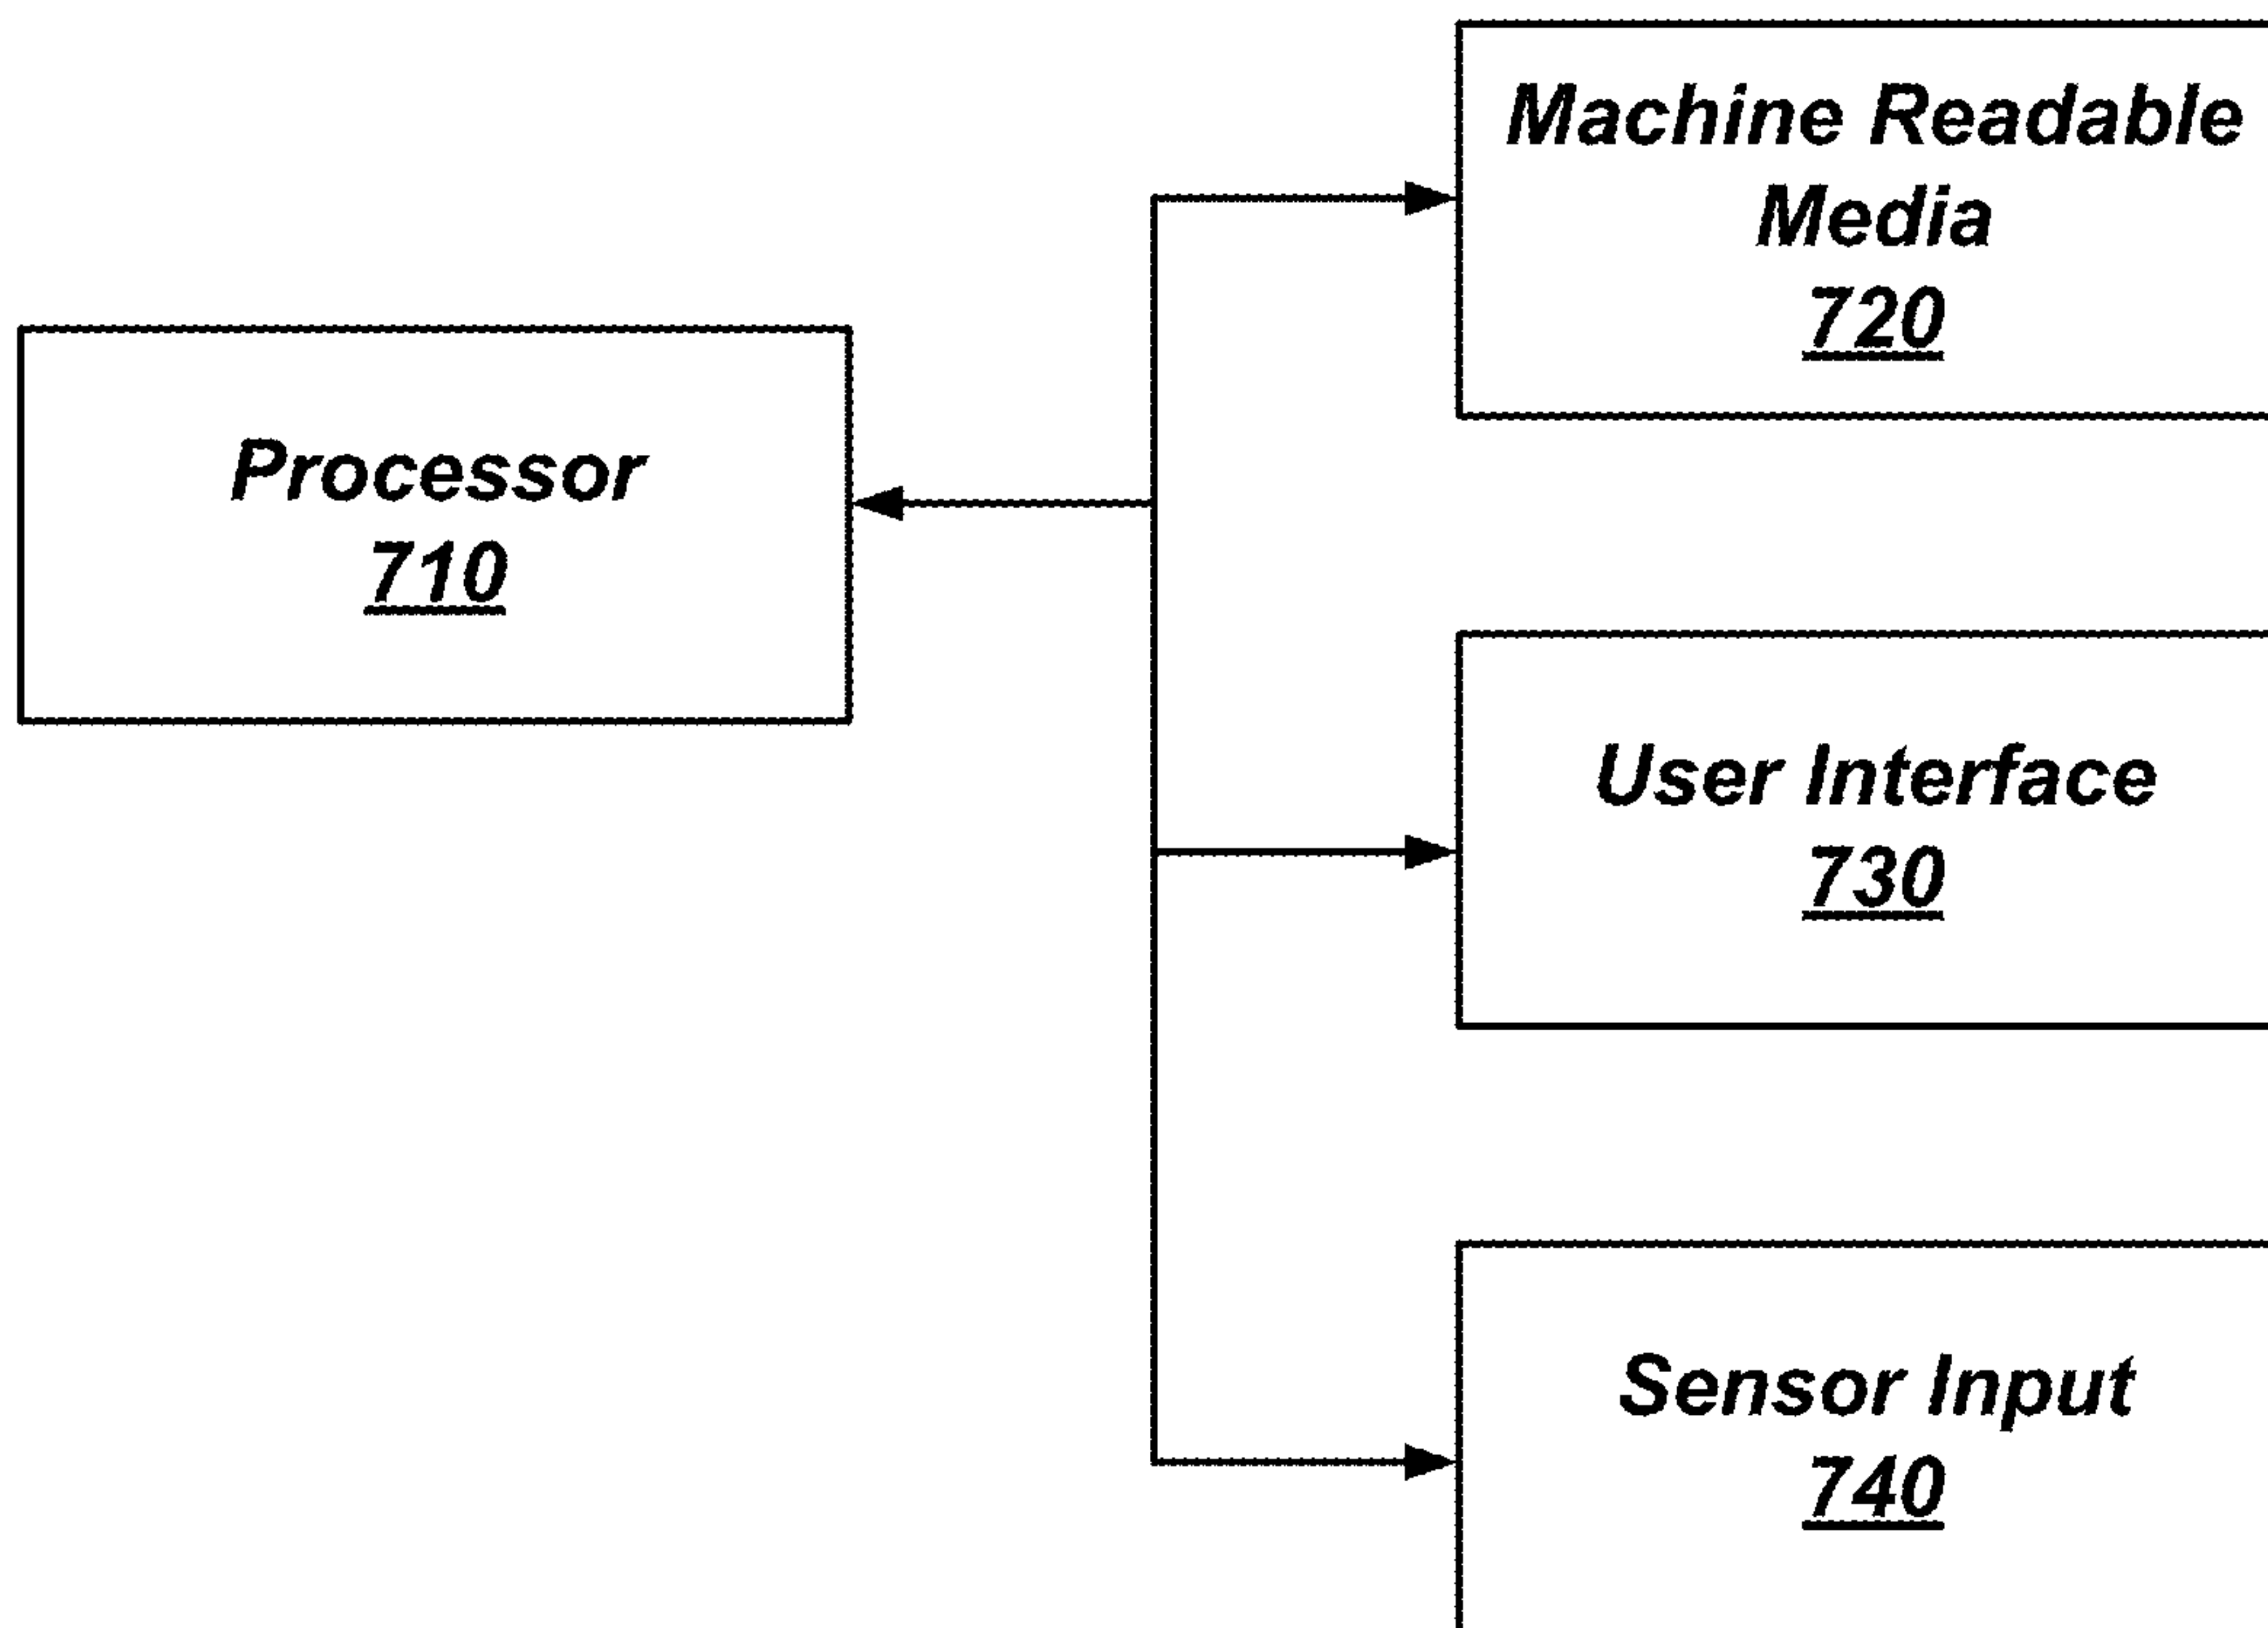 Machine Readable
Media
720
Processor
710
User Interface
730
Sensor Input
740